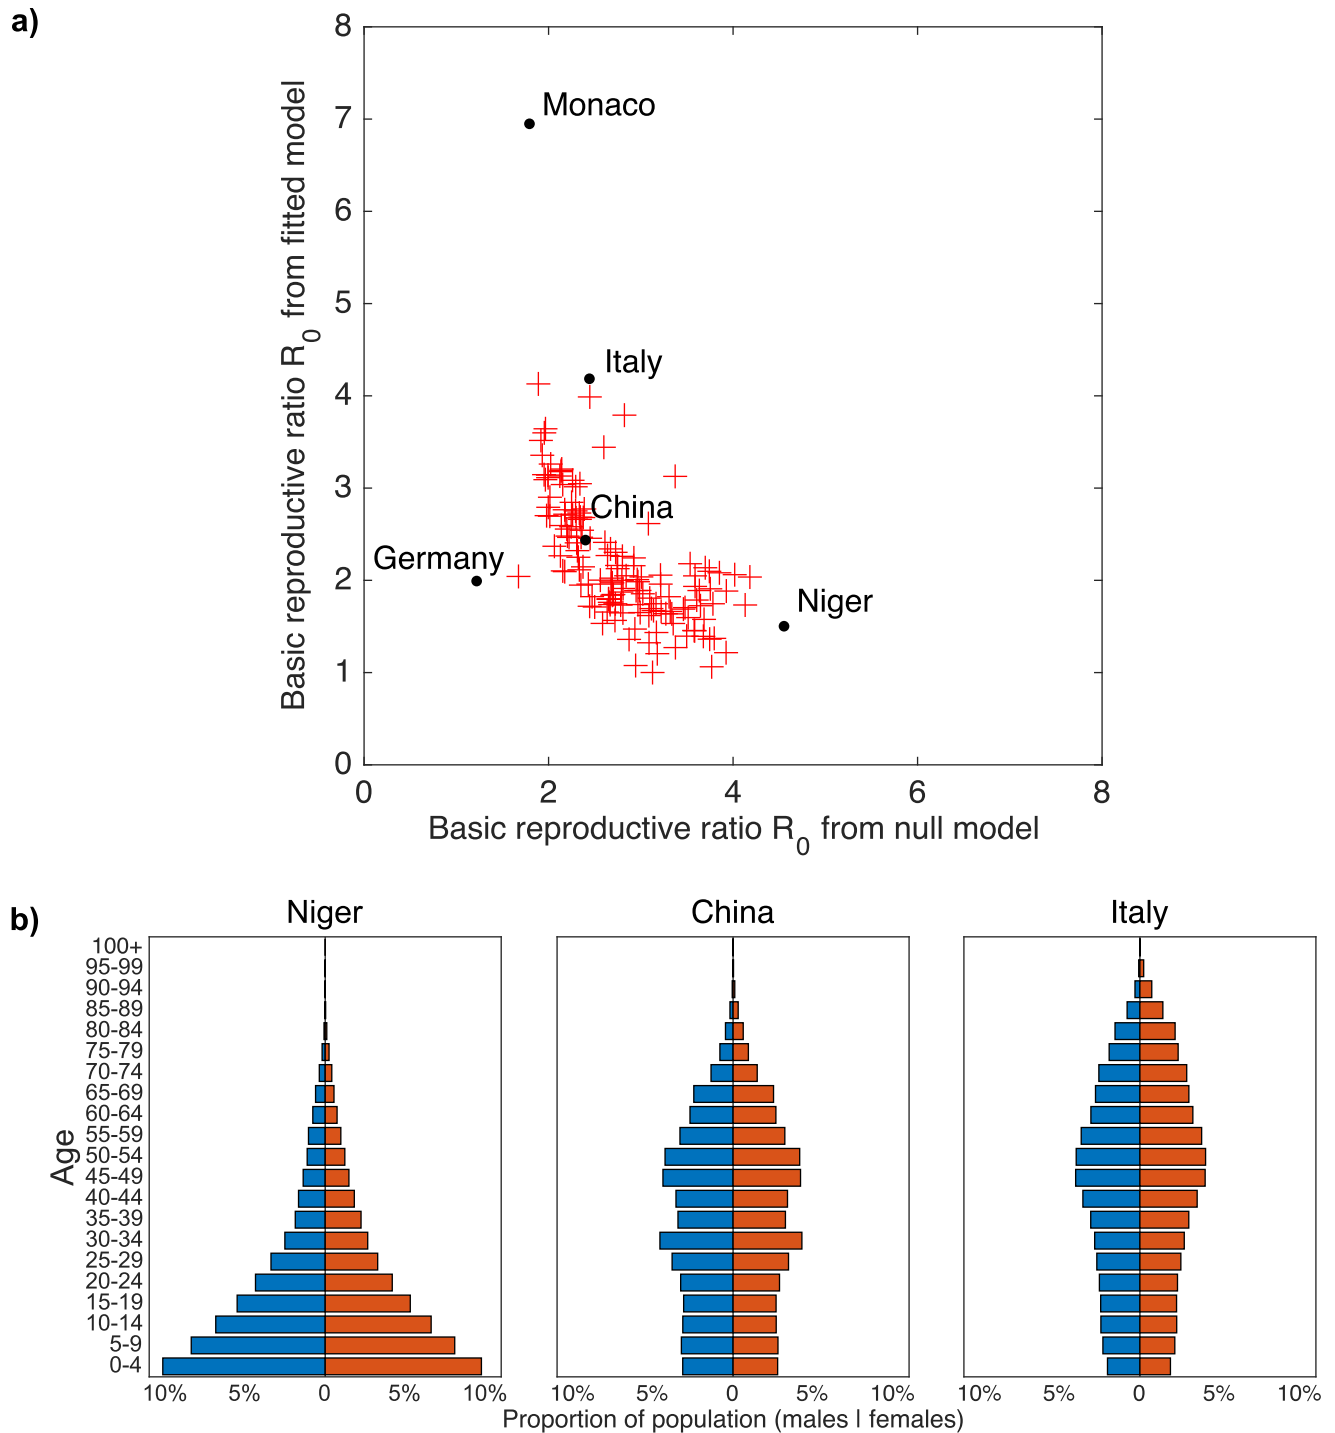 a)
Basic reproductive ratio R0 from fitted model
8
7
6
5
4
3
2
1
0
Monaco
Italy
China
Germany
Niger
0 2 4 6 8
Basic reproductive ratio R0 from null model
b)
Niger China Italy
Age
100+
95-99
90-94
85-89
80-84
75-79
70-74
65-69
60-64
55-59
50-54
45-49
40-44
35-39
30-34
25-29
20-24
15-19
10-14
5-9
0-4
10% 5% 0 5% 10% 10% 5% 0 5% 10% 10% 5% 0 5% 10%
Proportion of population (males | females)